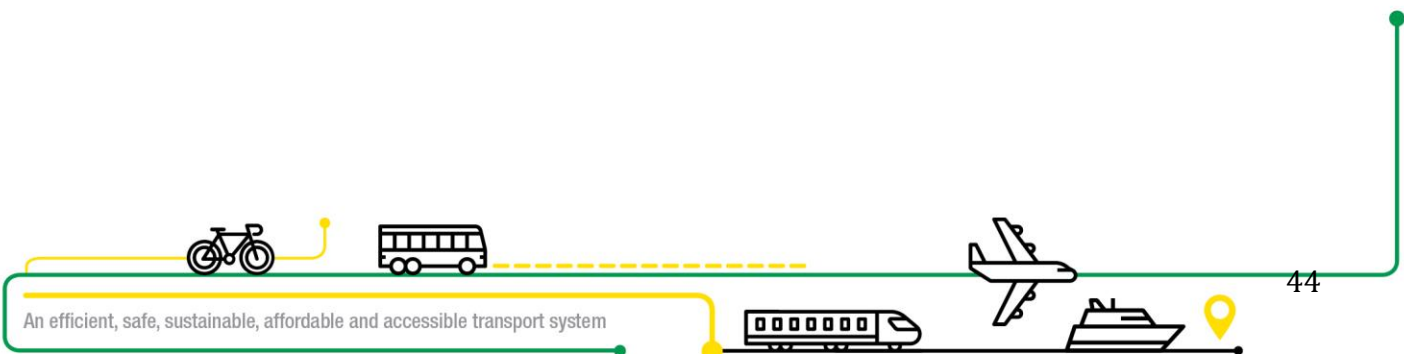 44
An efficient, safe, sustainable, affordable and accessible transport system